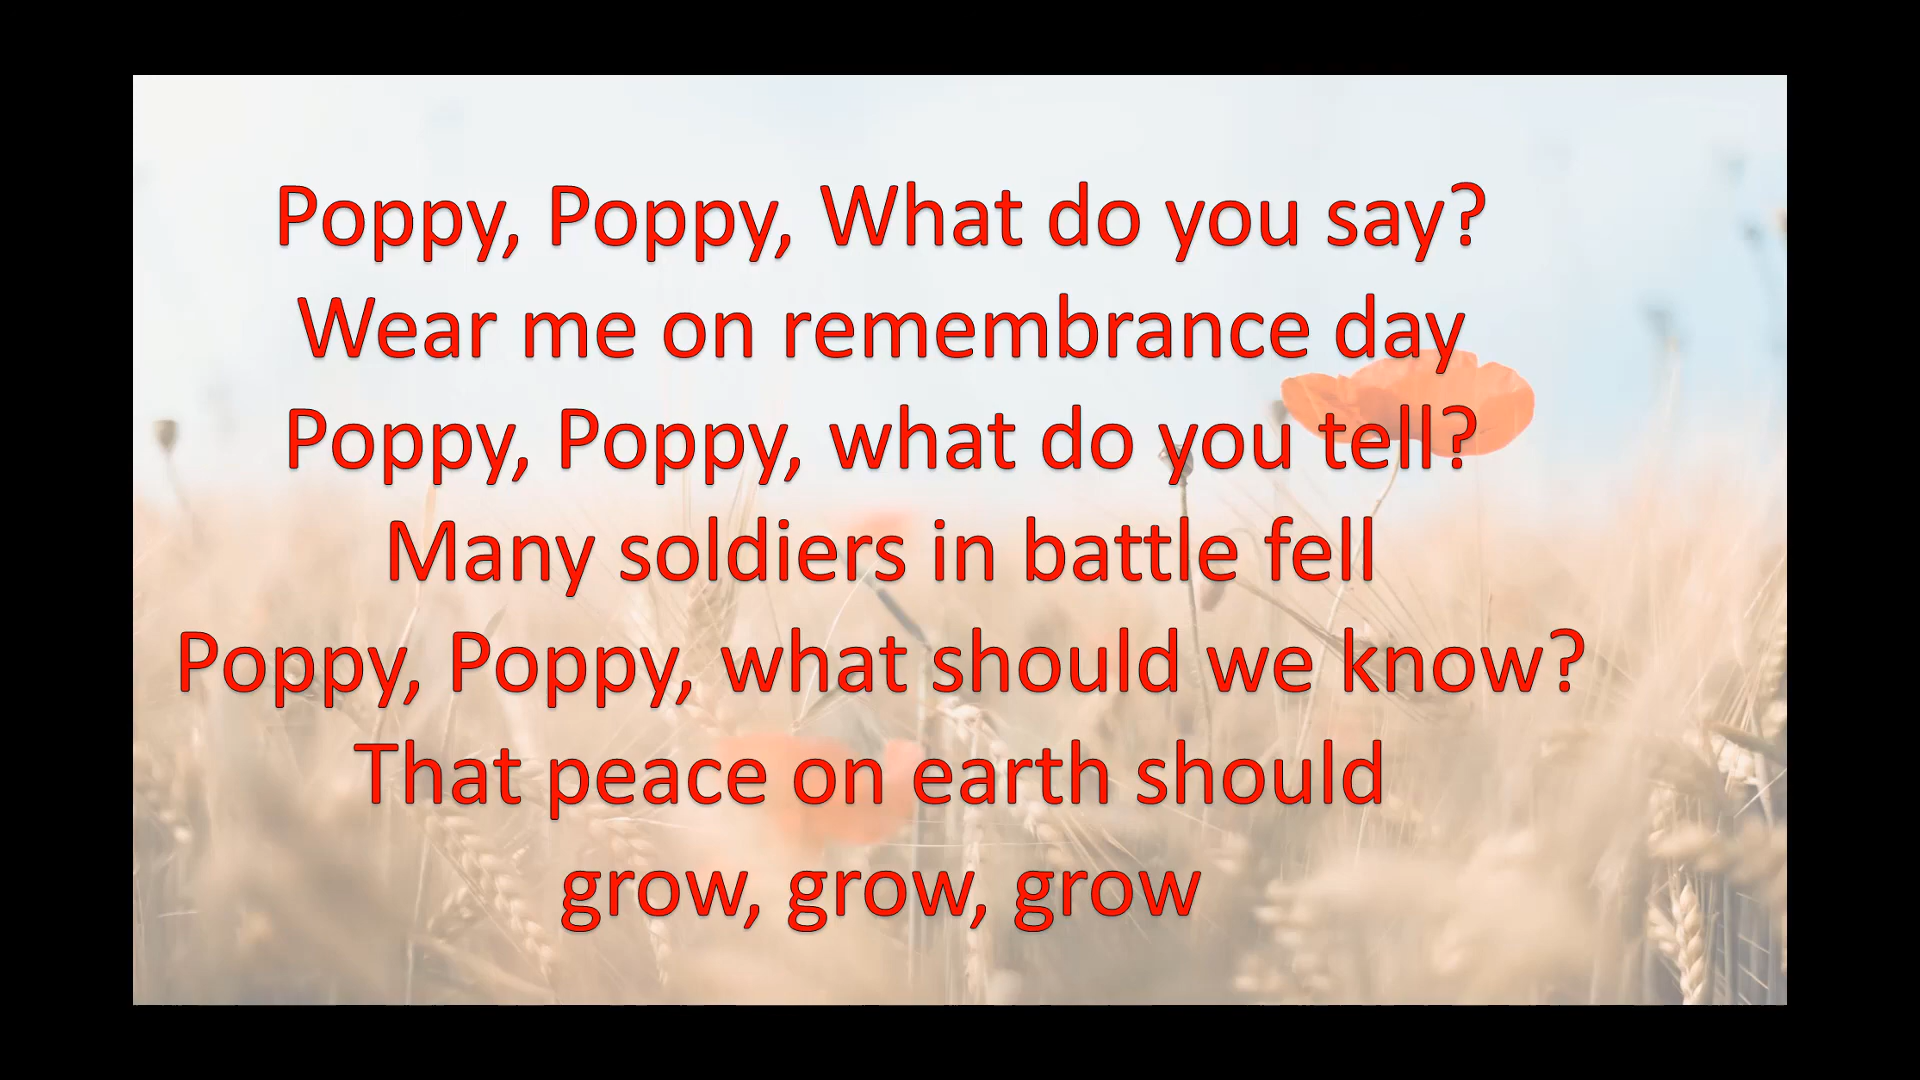 Poppy, Poppy, What do you say?
Wear me on remembrance day
Poppy, Poppy, what do you tell?
Many soldiers in battle fell
Poppy, Poppy, what should we know?
That peace on earth should
grow, grow, grow